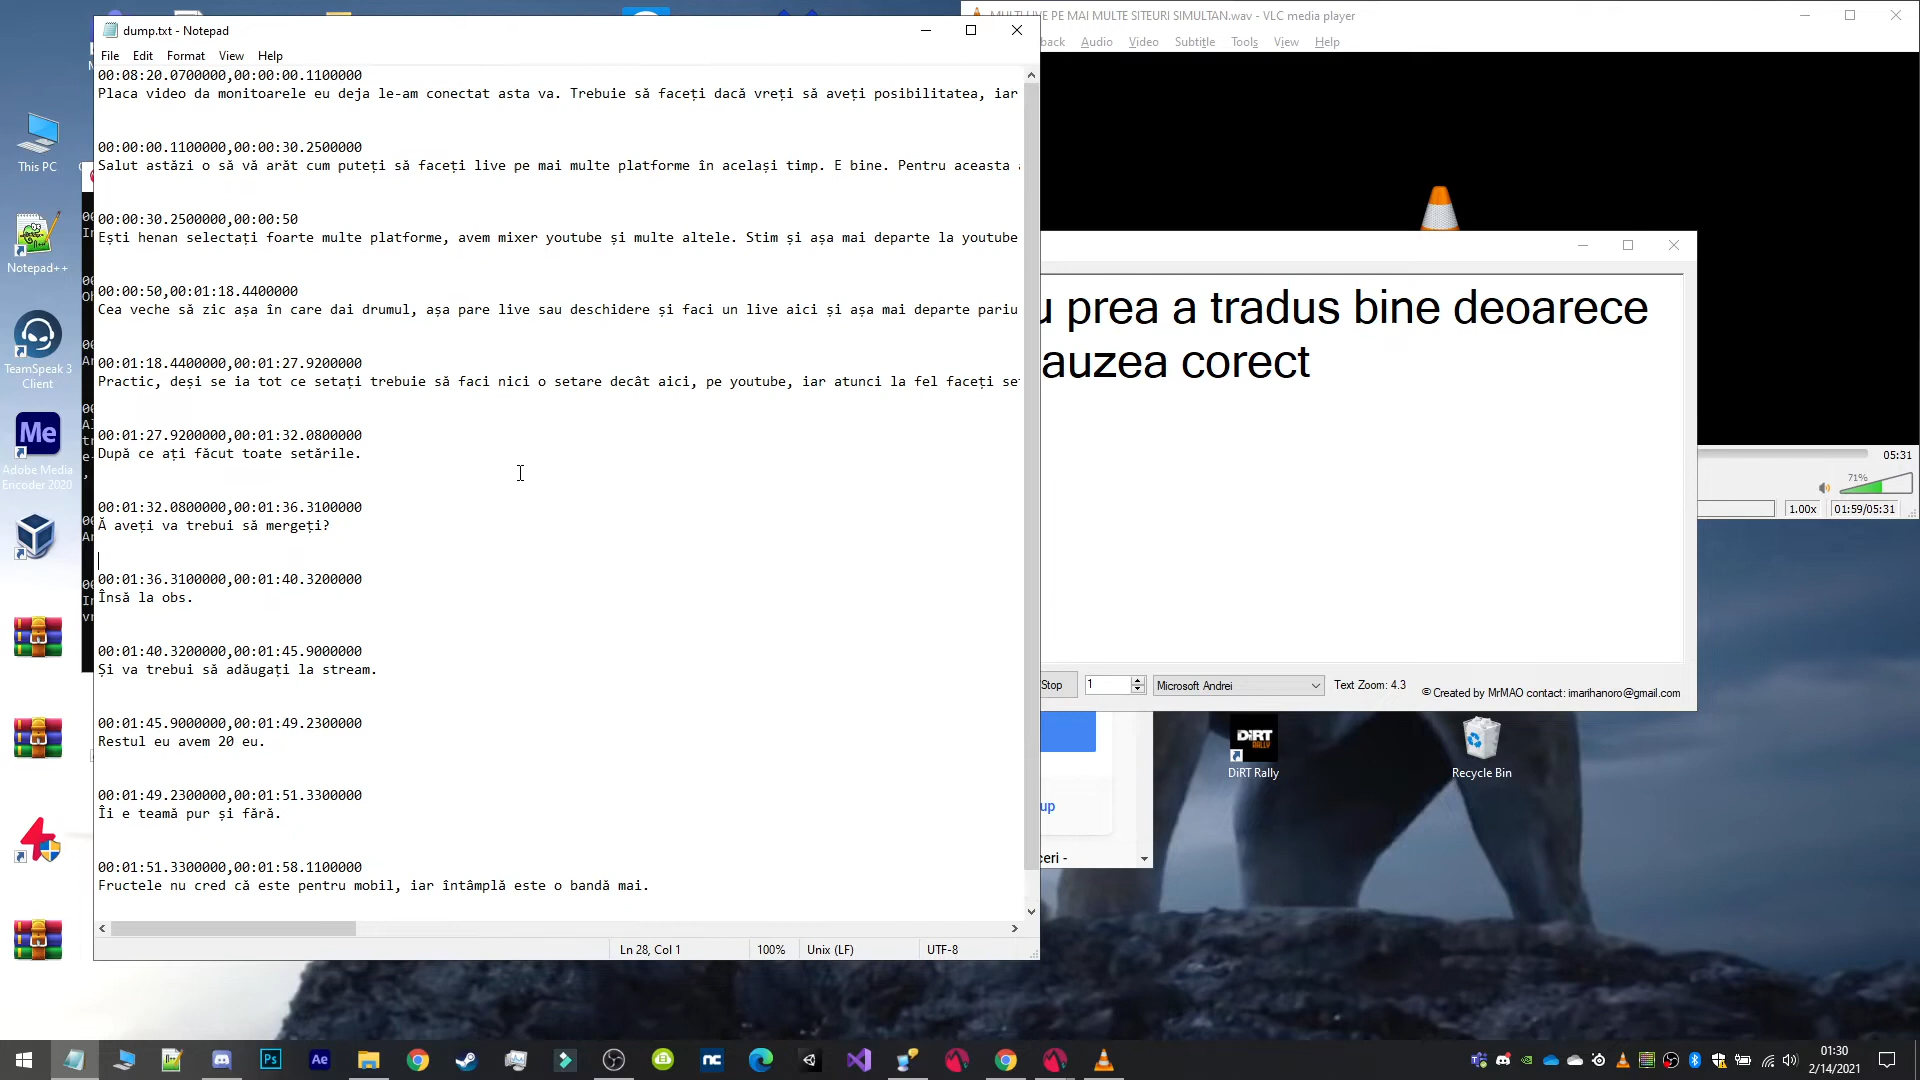 dump.txt - Notepad
File Edit Format View Help
00:08:20.0700000,00:00:00.1100000
Placa video da monitoarele eu deja le-am conectat asta va. Trebuie să faceți dacă vreți să aveți posibilitatea, iar
00:00:00.1100000,00:00:30.2500000
Salut astăzi o să vă arăt cum puteți să faceți live pe mai multe platforme în același timp. E bine. Pentru aceasta
00:00:30.2500000,00:00:50
Ești henan selectați foarte multe platforme, avem mixer youtube și multe altele. Stim și așa mai departe la youtube
00:00:50,00:01:18.4400000
Cea veche să zic așa în care dai drumul, așa pare live sau deschidere și faci un live aici și așa mai departe pariu
00:01:18.4400000,00:01:27.9200000
Practic, deși se ia tot ce setați trebuie să faci nici o setare decât aici, pe youtube, iar atunci la fel faceți
00:01:27.9200000,00:01:32.0800000
După ce ați făcut toate setările.
00:01:32.0800000,00:01:36.3100000
Ă aveți va trebui să mergeți?
00:01:36.3100000,00:01:40.3200000
Însă la obs.
00:01:40.3200000,00:01:45.9000000
Și va trebui să adăugați la stream.
00:01:45.9000000,00:01:49.2300000
Restul eu avem 20 eu.
00:01:49.2300000,00:01:51.3300000
Îi e teamă pur și fără.
00:01:51.3300000,00:01:58.1100000
Fructele nu cred că este pentru mobil, iar întâmplă este o bandă mai.
Ln 28, Col 1 100% Unix (LF) UTF-8
PE MAI MULTE SITEURI SIMULTAN.wav - VLC media player
back Audio Video Subtitle Tools View Help
05:31
71%
1.00x 01:59/05:31
prea a tradus bine deoarece
auzea corect
Stop 1 Microsoft Andrei Text Zoom: 4.3 © Created by MrMAO contact: imarihanoro@gmail.com
up
ceri -
This PC
Notepad++
TeamSpeak 3
Client
Me
Adobe Media
Encoder 2020
DiRT
RALLY
DiRT Rally
Recycle Bin
Ps
Ae
nc
01:30
2/14/2021